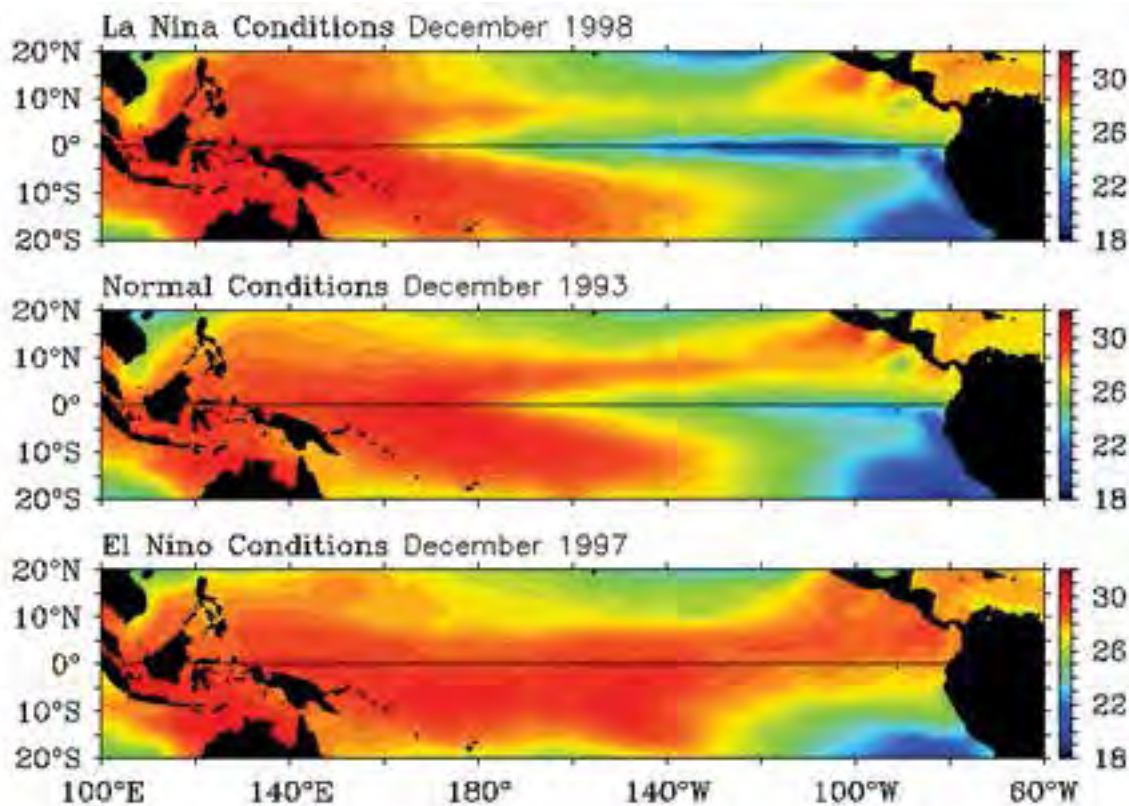 La Nina Conditions December 1998
20°N
10°N
0°
10°S
20°S
30
26
22
18
Normal Conditions December 1993
20°N
10°N
0°
10°S
20°S
30
26
22
18
El Nino Conditions December 1997
20°N
10°N
0°
10°S
20°S
30
26
22
18
100°E 140°E 180° 140°W 100°W 60°W